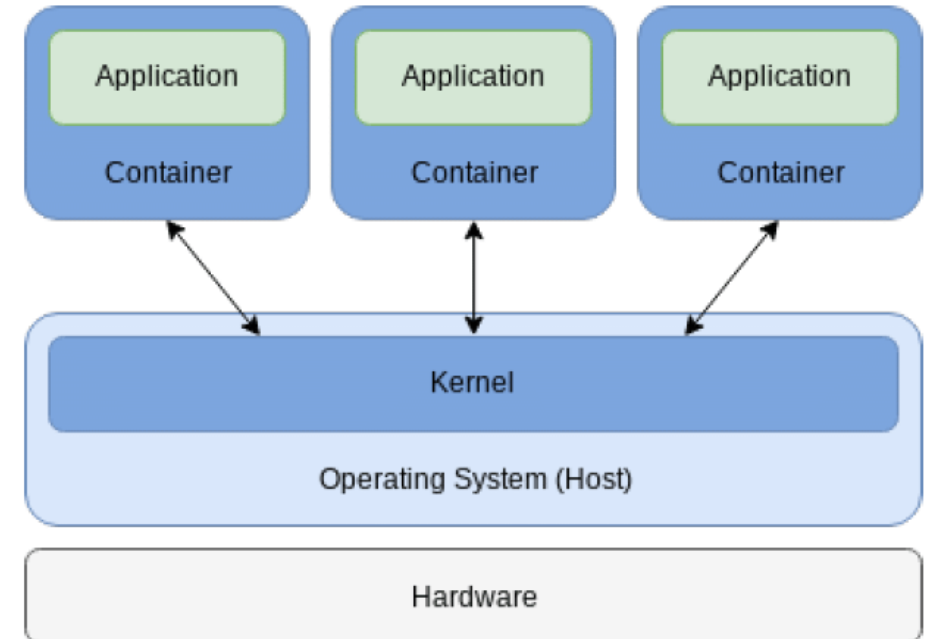 Application
Application
Application
Container
Container
Container
Kernel
Operating System (Host)
Hardware